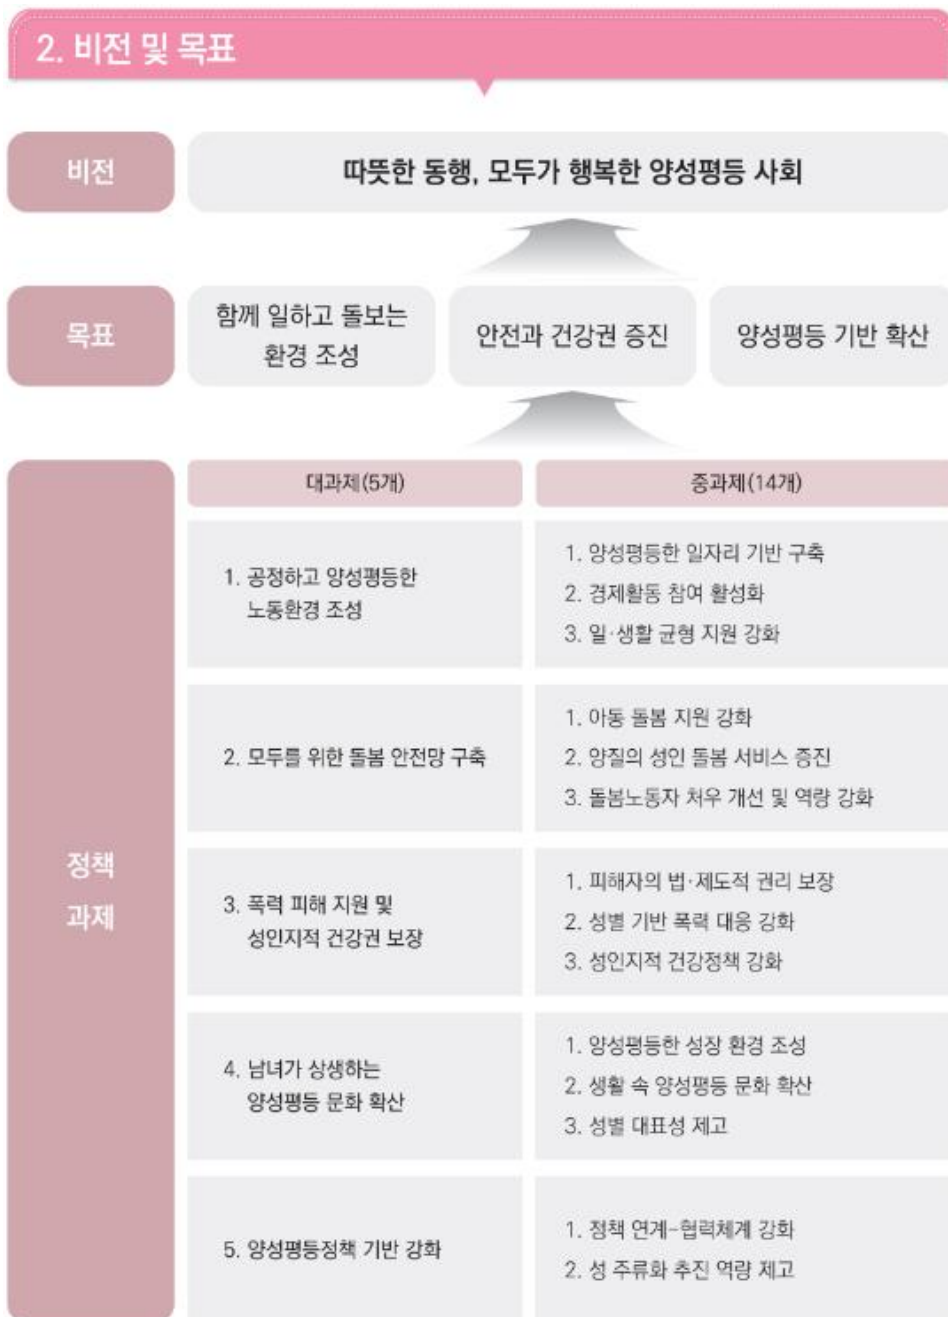 2. 비전 및 목표
비전
따뜻한 동행, 모두가 행복한 양성평등 사회
목표
함께 일하고 돌보는
환경 조성
안전과 건강권 증진
양성평등 기반 확산
정책
과제
대과제(5개)
중과제(14개)
1. 공정하고 양성평등한
노동환경 조성
1. 양성평등한 일자리 기반 구축
2. 경제활동 참여 활성화
3. 일·생활 균형 지원 강화
2. 모두를 위한 돌봄 안전망 구축
1. 아동 돌봄 지원 강화
2. 양질의 성인 돌봄 서비스 증진
3. 돌봄노동자 처우 개선 및 역량 강화
3. 폭력 피해 지원 및
성인지적 건강권 보장
1. 피해자의 법·제도적 권리 보장
2. 성별 기반 폭력 대응 강화
3. 성인지적 건강정책 강화
4. 남녀가 상생하는
양성평등 문화 확산
1. 양성평등한 성장 환경 조성
2. 생활 속 양성평등 문화 확산
3. 성별 대표성 제고
5. 양성평등정책 기반 강화
1. 정책 연계-협력체계 강화
2. 성 주류화 추진 역량 제고